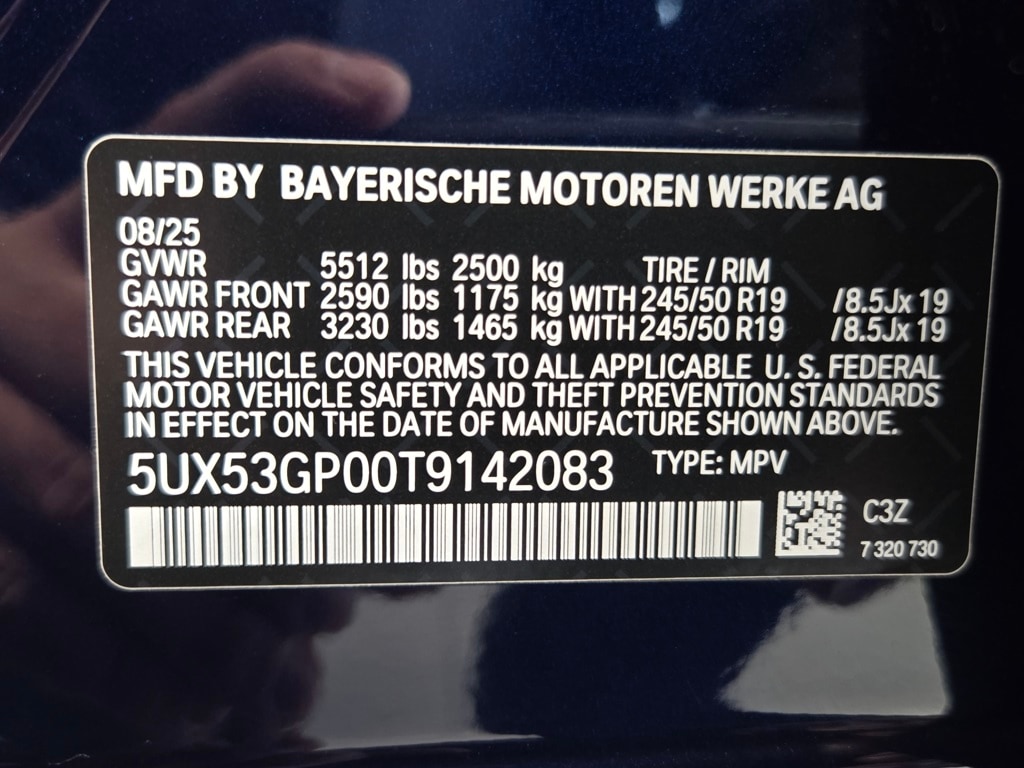 MFD BY BAYERISCHE MOTOREN WERKE AG
08/25
GVWR 5512 lbs 2500 kg TIRE / RIM
GAWR FRONT 2590 lbs 1175 kg WITH 245/50 R19 /8.5Jx 19
GAWR REAR 3230 lbs 1465 kg WITH 245/50 R19 /8.5Jx 19
THIS VEHICLE CONFORMS TO ALL APPLICABLE U. S. FEDERAL
MOTOR VEHICLE SAFETY AND THEFT PREVENTION STANDARDS
IN EFFECT ON THE DATE OF MANUFACTURE SHOWN ABOVE.
5UX53GP00T9142083 TYPE: MPV
C3Z
7 320 730